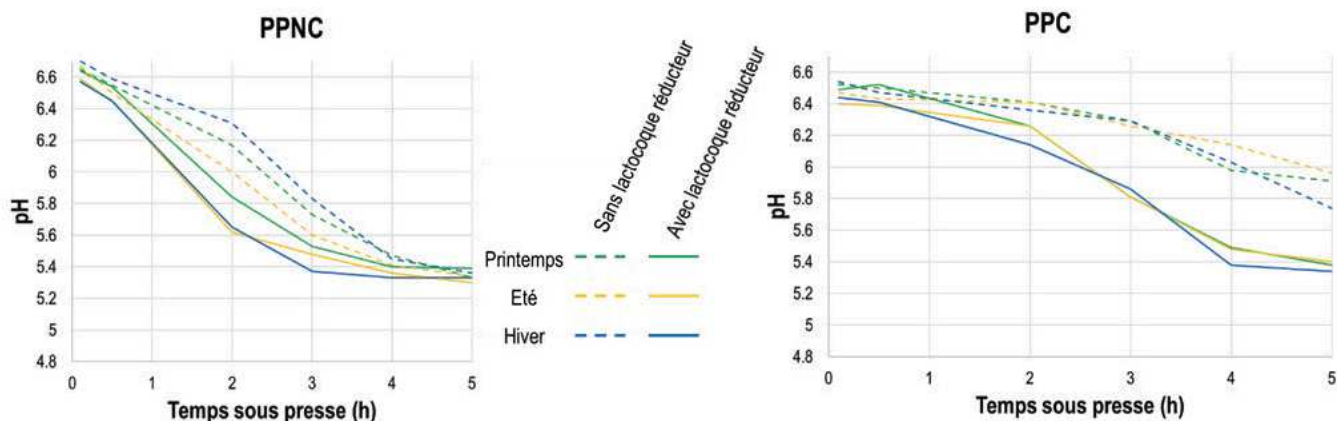 PPNC
6.6
6.4
6.2
6
5.8
5.6
5.4
5.2
5
4.8
pH
0 1 2 3 4 5
Temps sous presse (h)
Sans lactocoque réducteur
Avec lactocoque réducteur
Printemps
Eté
Hiver
PPC
6.6
6.4
6.2
6
5.8
5.6
5.4
5.2
5
4.8
pH
0 1 2 3 4 5
Temps sous presse (h)